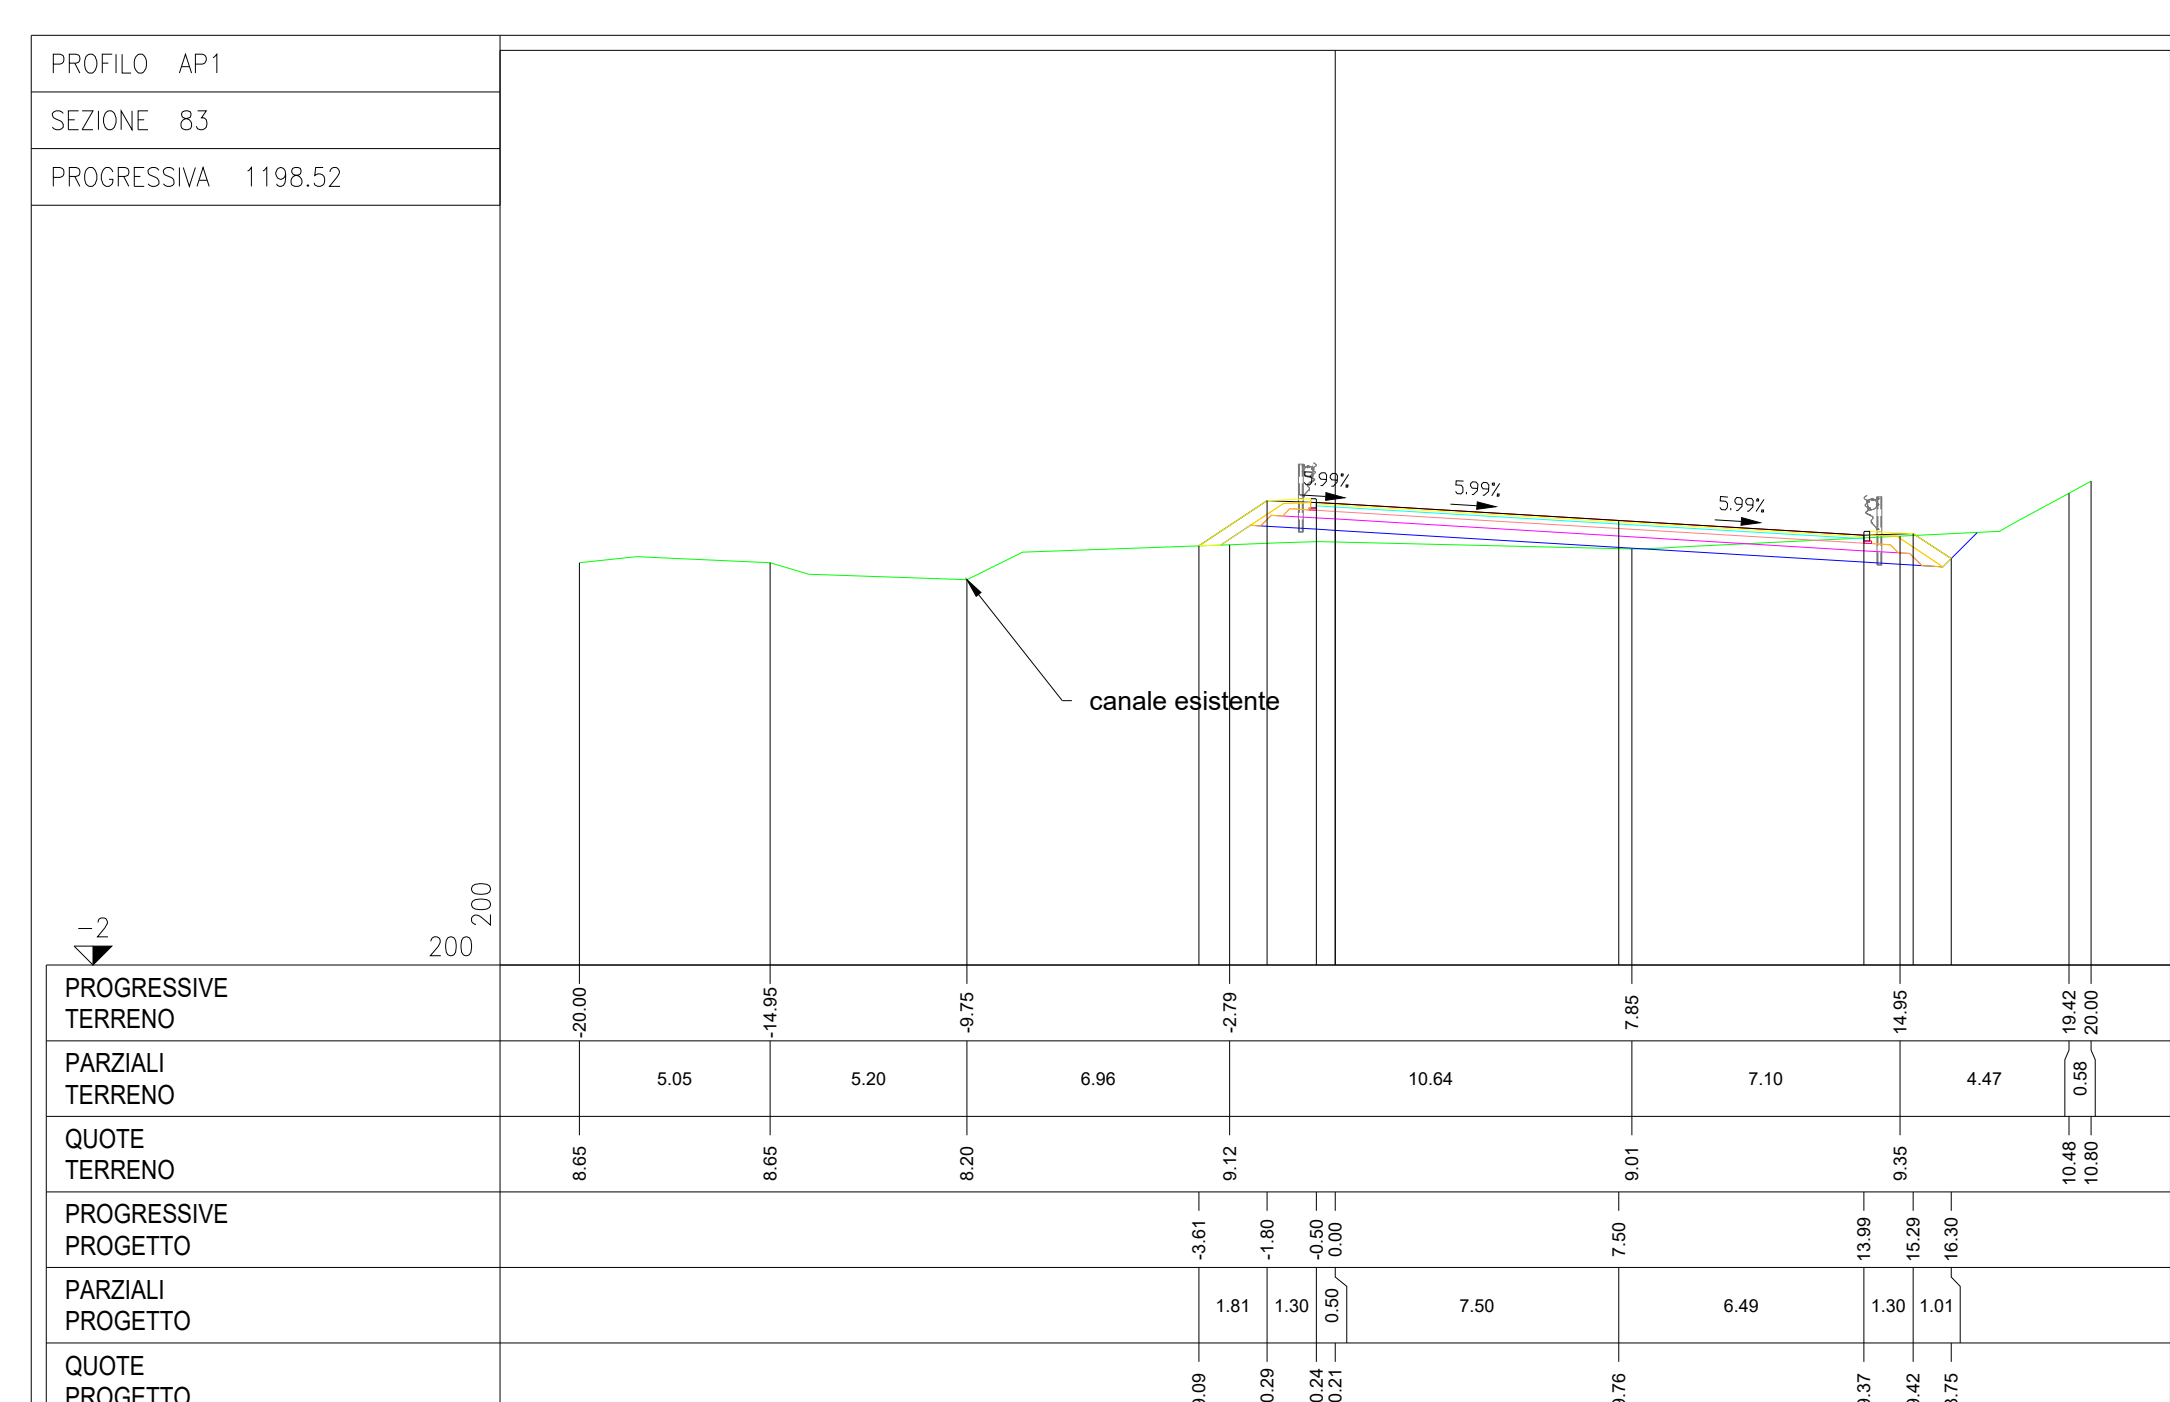 PROFILO AP1
SEZIONE 83
PROGRESSIVA 1198.52
5.99% 5.99% 5.99%
canale esistente
200
-2
200
PROGRESSIVE
TERRENO
-20.00 -14.95 -9.75 -2.79 7.85 14.95 19.42 20.00
PARZIALI
TERRENO
5.05 5.20 6.96 10.64 7.10 4.47 0.58
QUOTE
TERRENO
8.65 8.65 8.20 9.12 9.01 9.35 10.48 10.80
PROGRESSIVE
PROGETTO
-3.61 -1.80 -0.50 0.00 7.50 13.99 15.29 16.30
PARZIALI
PROGETTO
1.81 1.30 0.50 7.50 6.49 1.30 1.01
QUOTE
PROGETTO